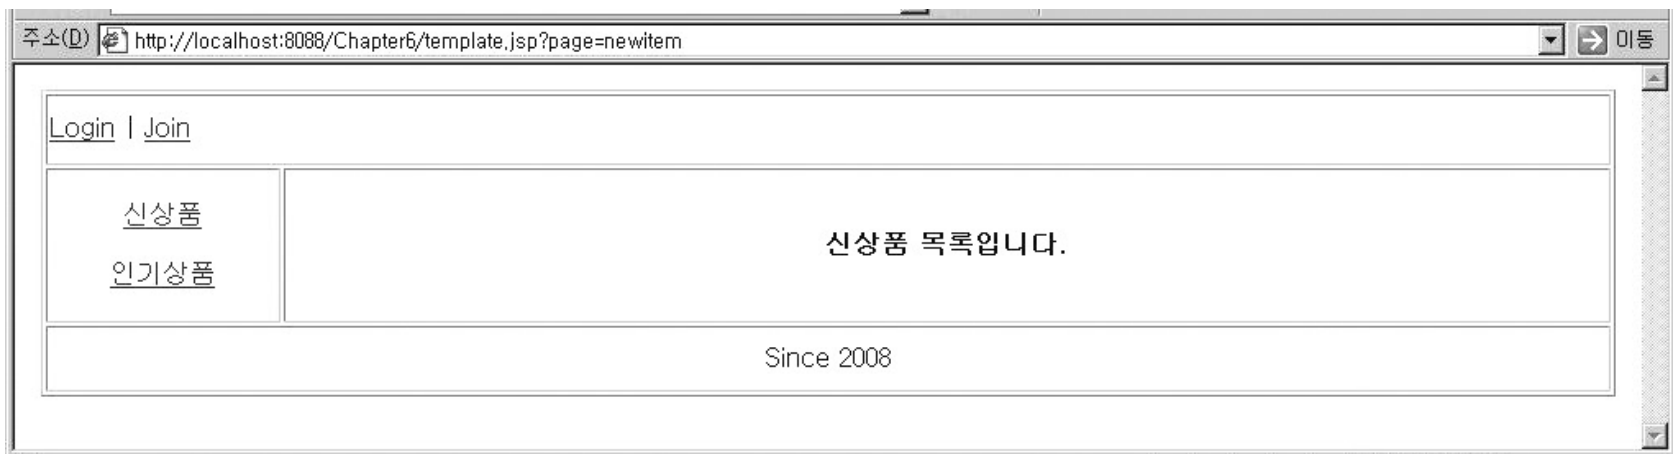 주소(D) http://localhost:8088/Chapter6/template.jsp?page=newitem 이동
Login | Join
신상품
인기상품
신상품 목록입니다.
Since 2008